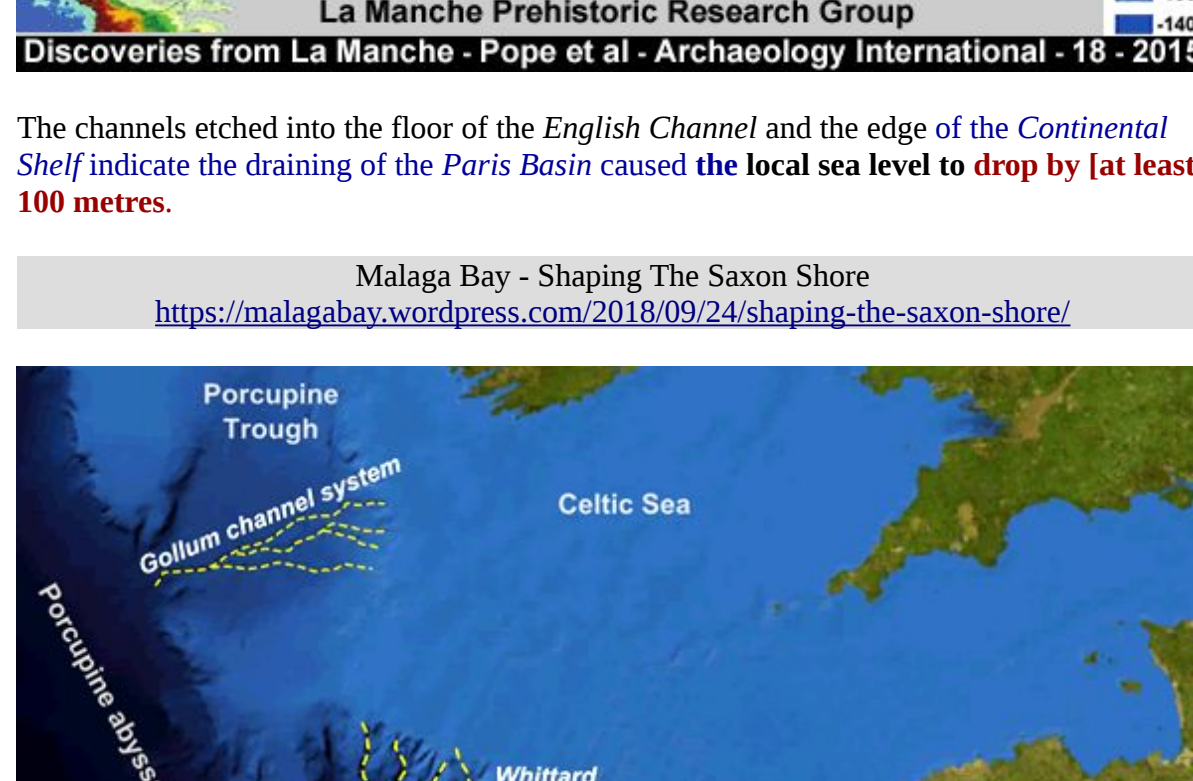 La Manche Prehistoric Research Group
-140
Discoveries from La Manche - Pope et al - Archaeology International - 18 - 2015
The channels etched into the floor of the English Channel and the edge of the Continental
Shelf indicate the draining of the Paris Basin caused the local sea level to drop by [at least
100 metres.
Malaga Bay - Shaping The Saxon Shore
https://malagabay.wordpress.com/2018/09/24/shaping-the-saxon-shore/
Porcupine
Trough
Gollum channel system
Celtic Sea
Porcupine abyss
Whittard